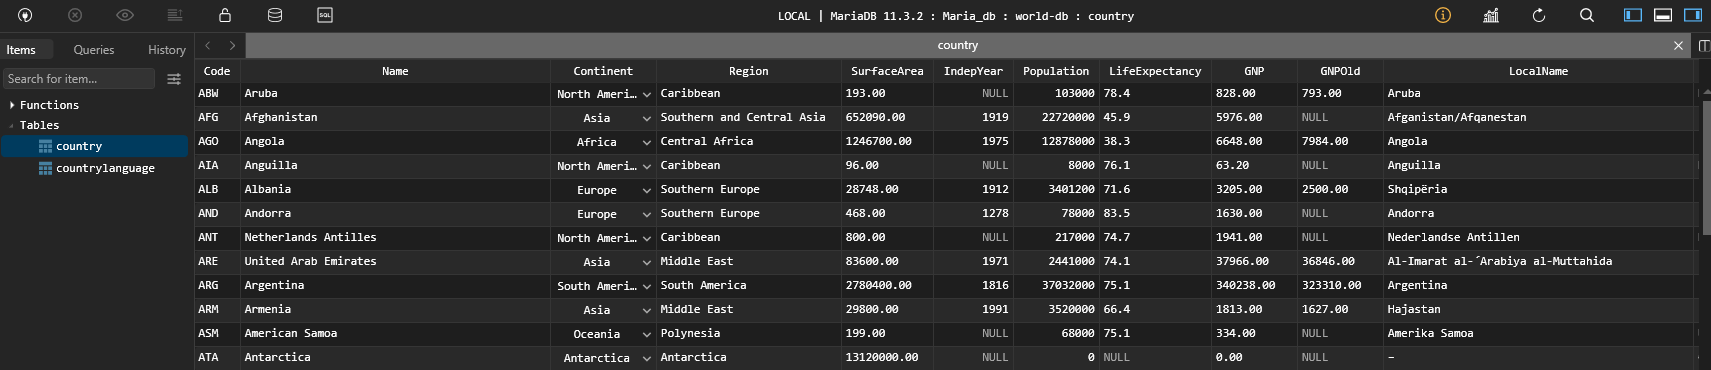 SQL LOCAL | MariaDB 11.3.2 : Maria_db : world-db : country
Items Queries History
country
Search for item...
Functions
Tables
country
countrylanguage
Code Name Continent Region SurfaceArea IndepYear Population LifeExpectancy GNP GNPOld LocalName
ABW Aruba North Ameri... Caribbean 193.00 NULL 103000 78.4 828.00 793.00 Aruba
AFG Afghanistan Asia Southern and Central Asia 652090.00 1919 22720000 45.9 5976.00 NULL Afganistan/Afqanestan
AGO Angola Africa Central Africa 1246700.00 1975 12878000 38.3 6648.00 7984.00 Angola
AIA Anguilla North Ameri... Caribbean 96.00 NULL 8000 76.1 63.20 NULL Anguilla
ALB Albania Europe Southern Europe 28748.00 1912 3401200 71.6 3205.00 2500.00 Shqipëria
AND Andorra Europe Southern Europe 468.00 1278 78000 83.5 1630.00 NULL Andorra
ANT Netherlands Antilles North Ameri... Caribbean 800.00 NULL 217000 74.7 1941.00 NULL Nederlandse Antillen
ARE United Arab Emirates Asia Middle East 83600.00 1971 2441000 74.1 37966.00 36846.00 Al-Imarat al-´Arabiya al-Muttahida
ARG Argentina South Ameri... South America 2780400.00 1816 37032000 75.1 340238.00 323310.00 Argentina
ARM Armenia Asia Middle East 29800.00 1991 3520000 66.4 1813.00 1627.00 Hajastan
ASM American Samoa Oceania Polynesia 199.00 NULL 68000 75.1 334.00 NULL Amerika Samoa
ATA Antarctica Antarctica Antarctica 13120000.00 NULL 0 NULL 0.00 NULL –